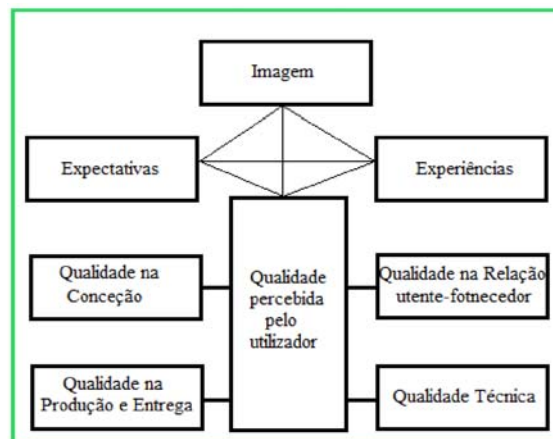 Imagem
Expectativas
Experiências
Qualidade na
Conceção
Qualidade
percebida
pelo
utilizador
Qualidade na Relação
utente-fotnecedor
Qualidade na
Produção e Entrega
Qualidade Técnica